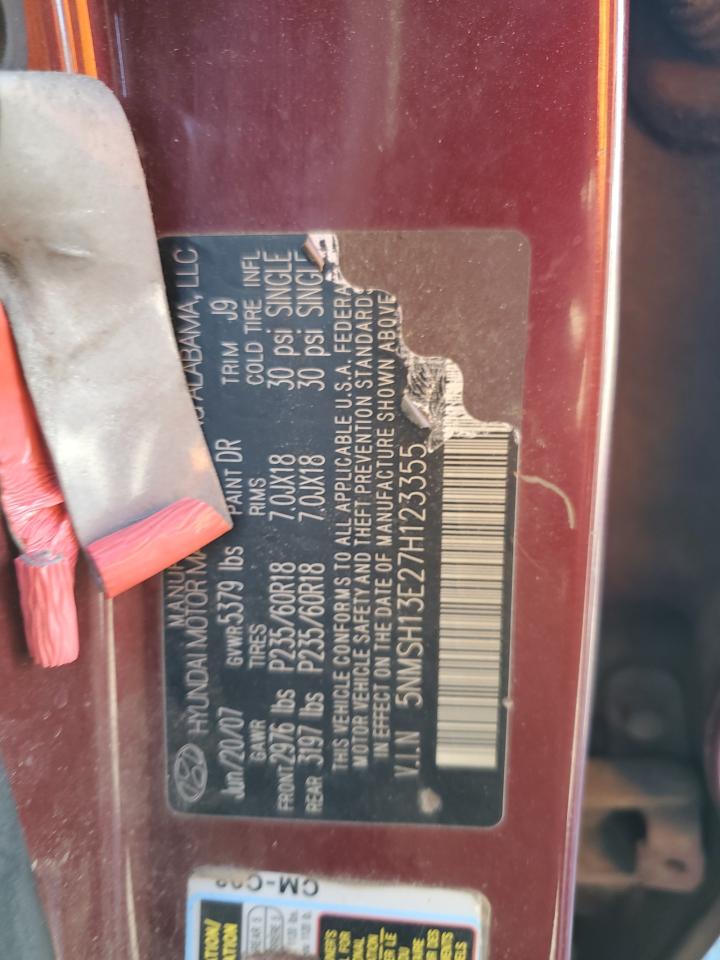 HYUNDAI MOTOR MA ALABAMA, LLC
Jun/20/07 GVWR 5379 lbs PAINT DR TRIM J9
GAWR TIRES RIMS COLD TIRE INFL
FRONT 2976 lbs P235/60R18 7.0JX18 30 psi SINGLE
REAR 3197 lbs P235/60R18 7.0JX18 30 psi SINGLE
THIS VEHICLE CONFORMS TO ALL APPLICABLE U.S.A. FEDERA
MOTOR VEHICLE SAFETY AND THEFT PREVENTION STANDARDS
IN EFFECT ON THE DATE OF MANUFACTURE SHOWN ABOVE
V.I.N 5NMSH13E27H123355